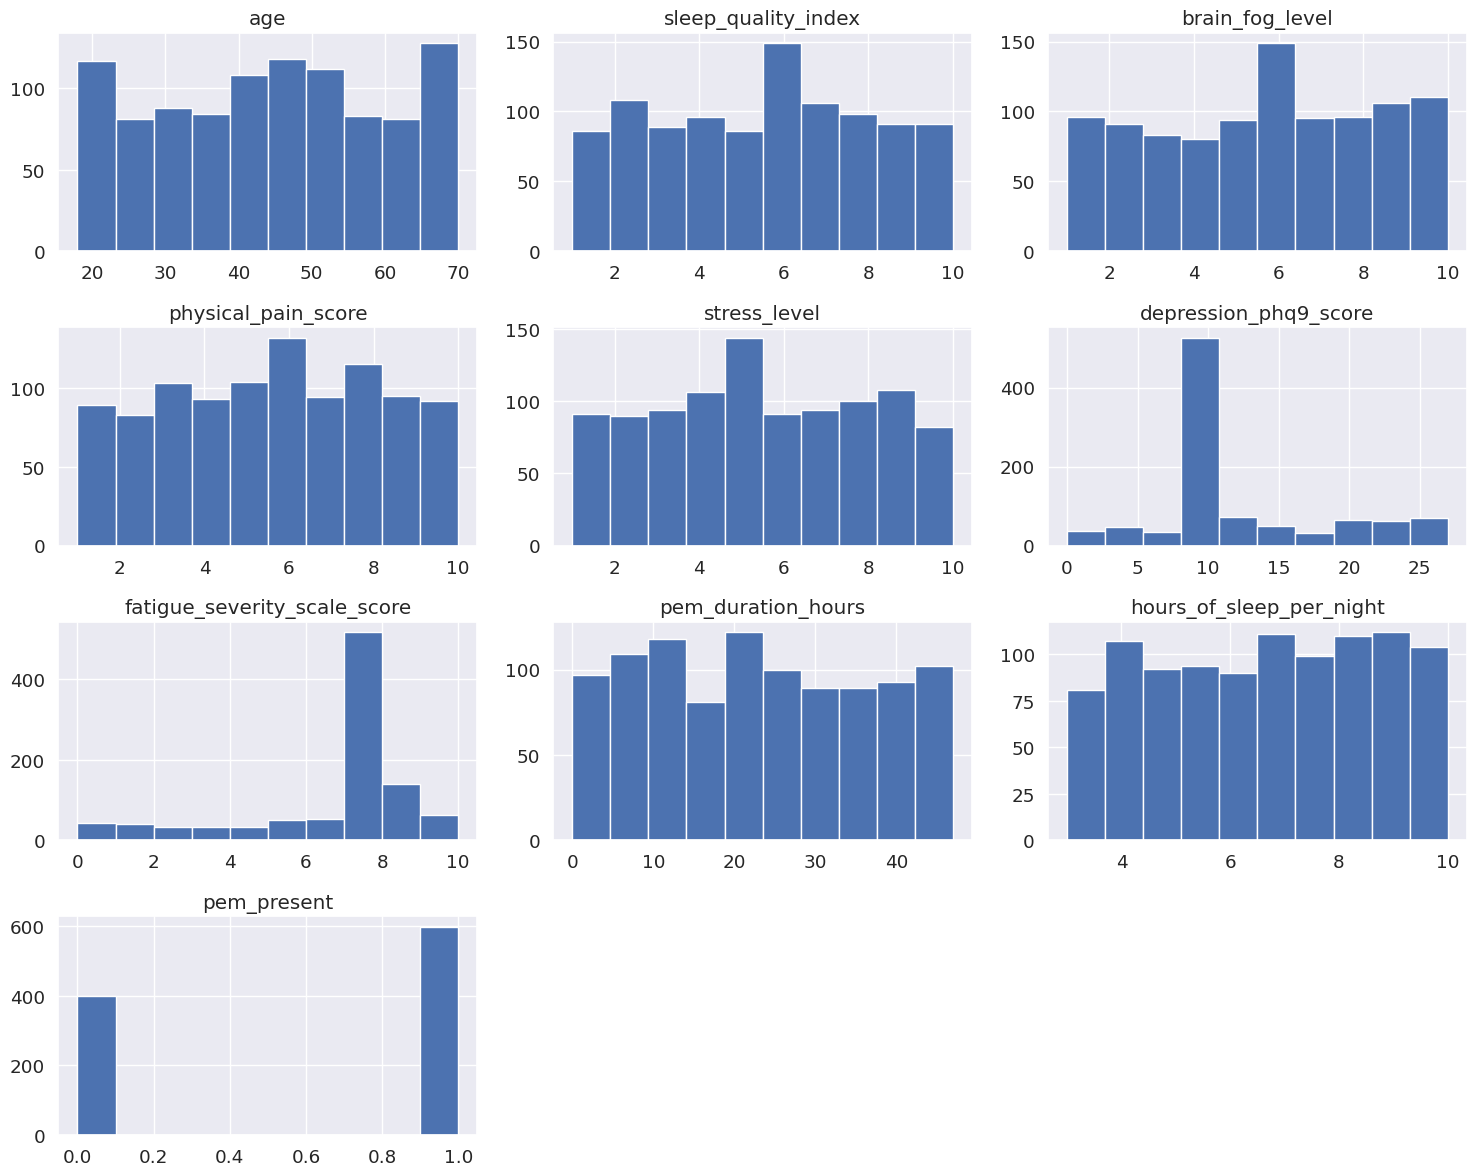 age
100
50
0
20 30 40 50 60 70
sleep_quality_index
150
100
50
0
2 4 6 8 10
brain_fog_level
150
100
50
0
2 4 6 8 10
physical_pain_score
100
50
0
2 4 6 8 10
stress_level
150
100
50
0
2 4 6 8 10
depression_phq9_score
400
200
0
0 5 10 15 20 25
fatigue_severity_scale_score
400
200
0
0 2 4 6 8 10
pem_duration_hours
100
50
0
0 10 20 30 40
hours_of_sleep_per_night
100
75
50
25
0
4 6 8 10
pem_present
600
400
200
0
0.0 0.2 0.4 0.6 0.8 1.0